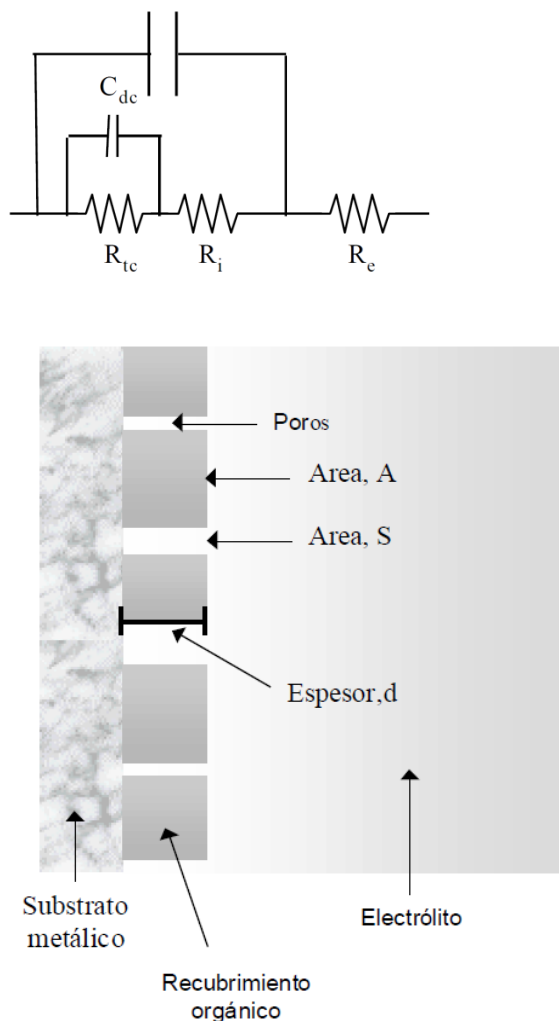 C_dc
R_tc
R_i
R_e
Poros
Area, A
Area, S
Espesor,d
Substrato
metálico
Electrólito
Recubrimiento
orgánico